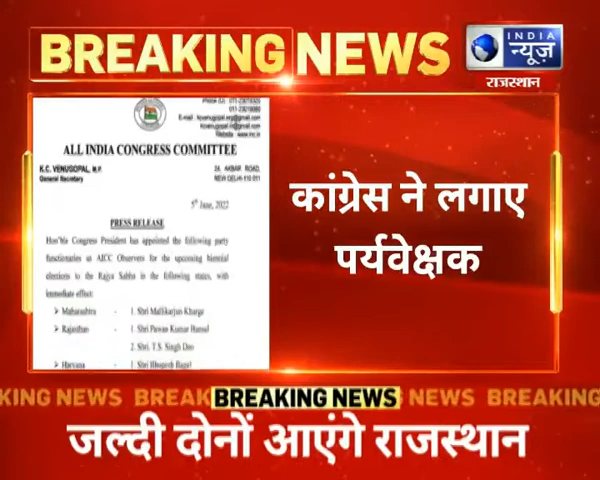 BREAKING NEWS
INDIA
न्यूज़
राजस्थान
ALL INDIA CONGRESS COMMITTEE
K.C. VENUGOPAL, M.P.
General Secretary
24, AKBAR ROAD,
NEW DELHI-110 011
5th June, 2022
PRESS RELEASE
Hon'ble Congress President has appointed the following party
functionaries as AICC Observers for the upcoming biennial
elections to the Rajya Sabha in the following states, with
immediate effect:
➢ Maharashtra - 1. Shri Mallikarjun Kharge
➢ Rajasthan - 1. Shri Pawan Kumar Bansal
2. Shri. T.S. Singh Deo
➢ Haryana - 1. Shri Bhupesh Bagel
कांग्रेस ने लगाए
पर्यवेक्षक
KING NEWS BREAKING NEWS NEWS BREAKING
जल्दी दोनों आएंगे राजस्थान